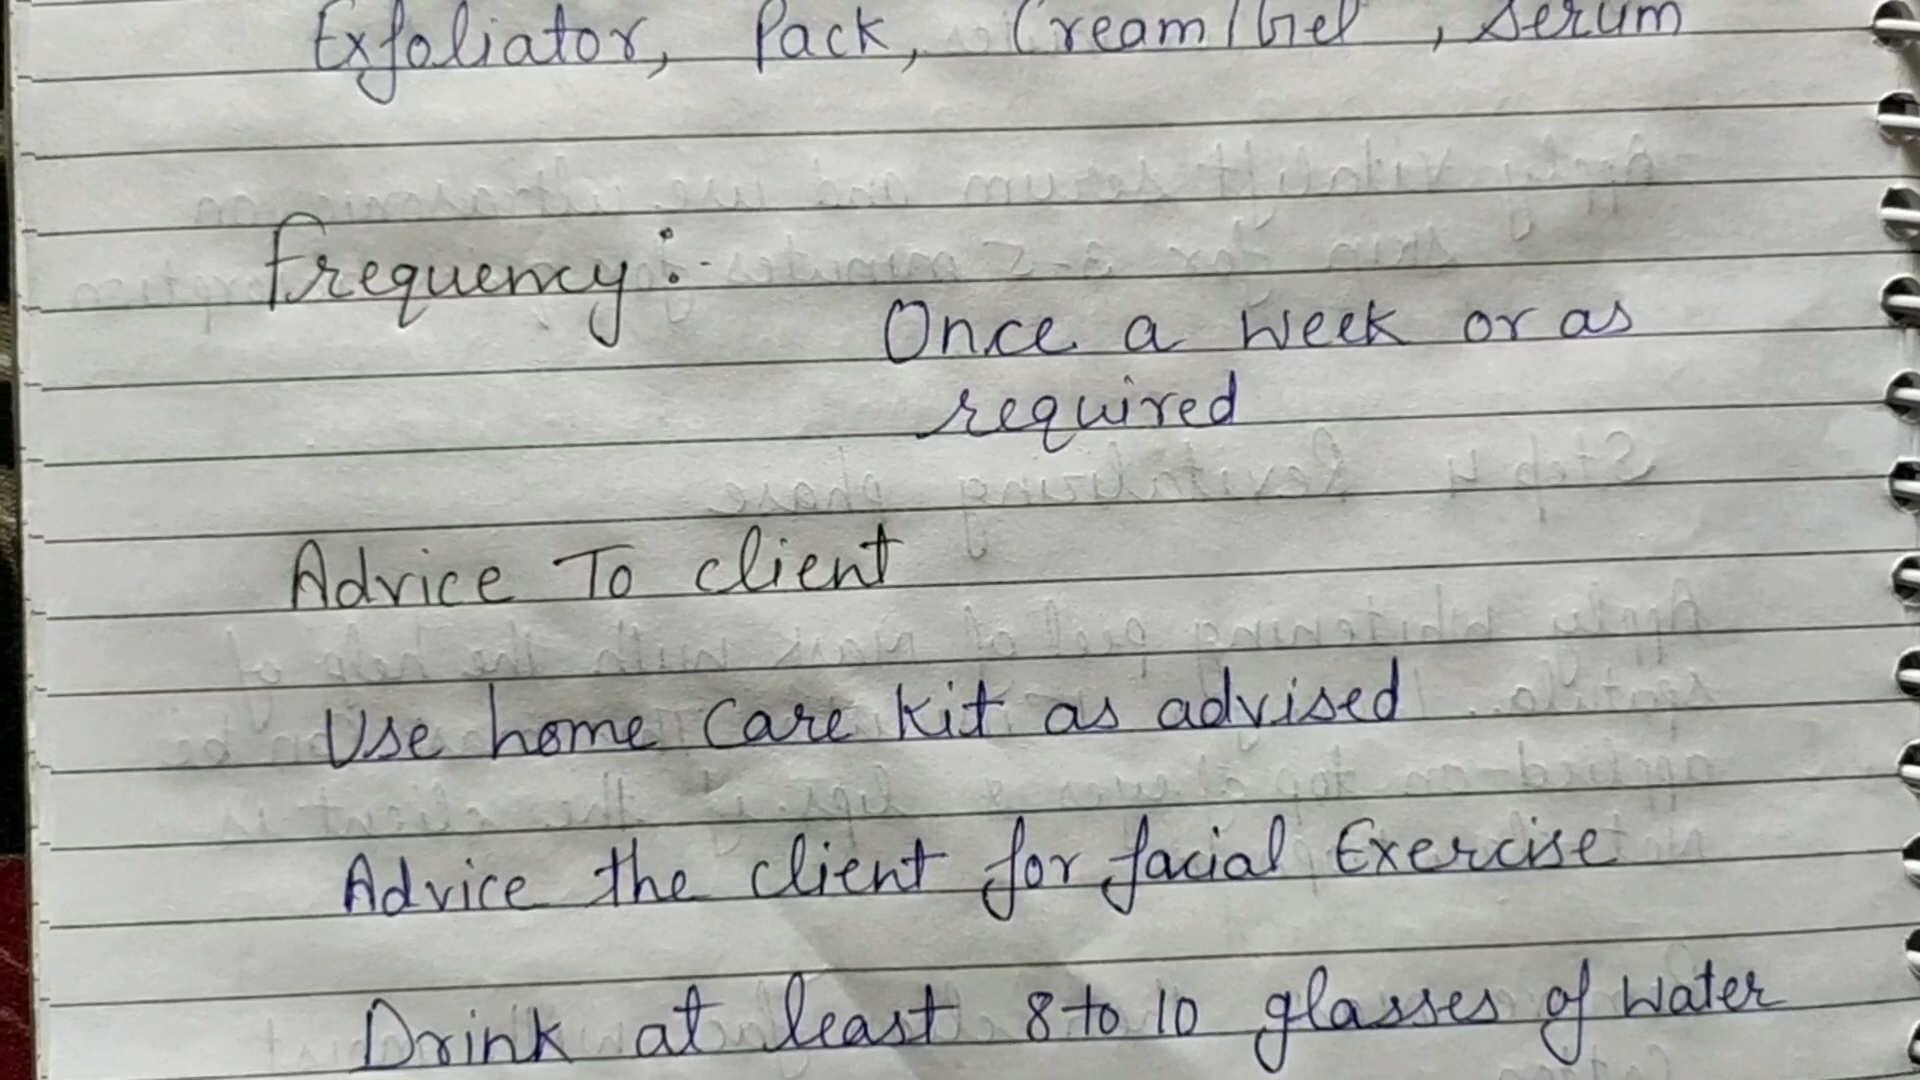 Exfoliator, Pack, Cream/Gel, Serum
Frequency:-
Once a week or as
required
Advice To client
Use home care kit as advised
Advice the client for facial Exercise
Drink at least 8 to 10 glasses of water